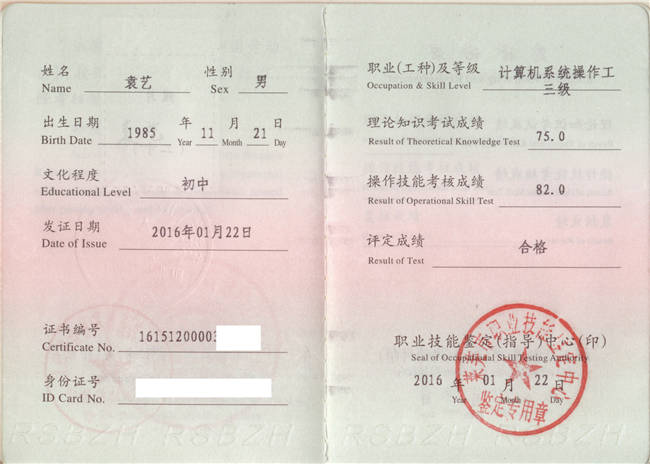 姓名 袁艺 性别 男
Name Sex
出生日期 1985 年 11 月 21 日
Birth Date Year Month Day
文化程度 初中
Educational Level
发证日期 2016年01月22日
Date of Issue
证书编号 16151200003
Certificate No.
身份证号
ID Card No.
职业(工种)及等级 计算机系统操作工
Occupation & Skill Level 三级
理论知识考试成绩 75.0
Result of Theoretical Knowledge Test
操作技能考核成绩 82.0
Result of Operational Skill Test
评定成绩 合格
Result of Test
职业技能鉴定(指导)中心(印)
Seal of Occupational Skill Testing Authority
2016 年 01 月 22 日
Year Month Day
鉴定专用章
RSBZH RSBZH RSBZH RSBZH